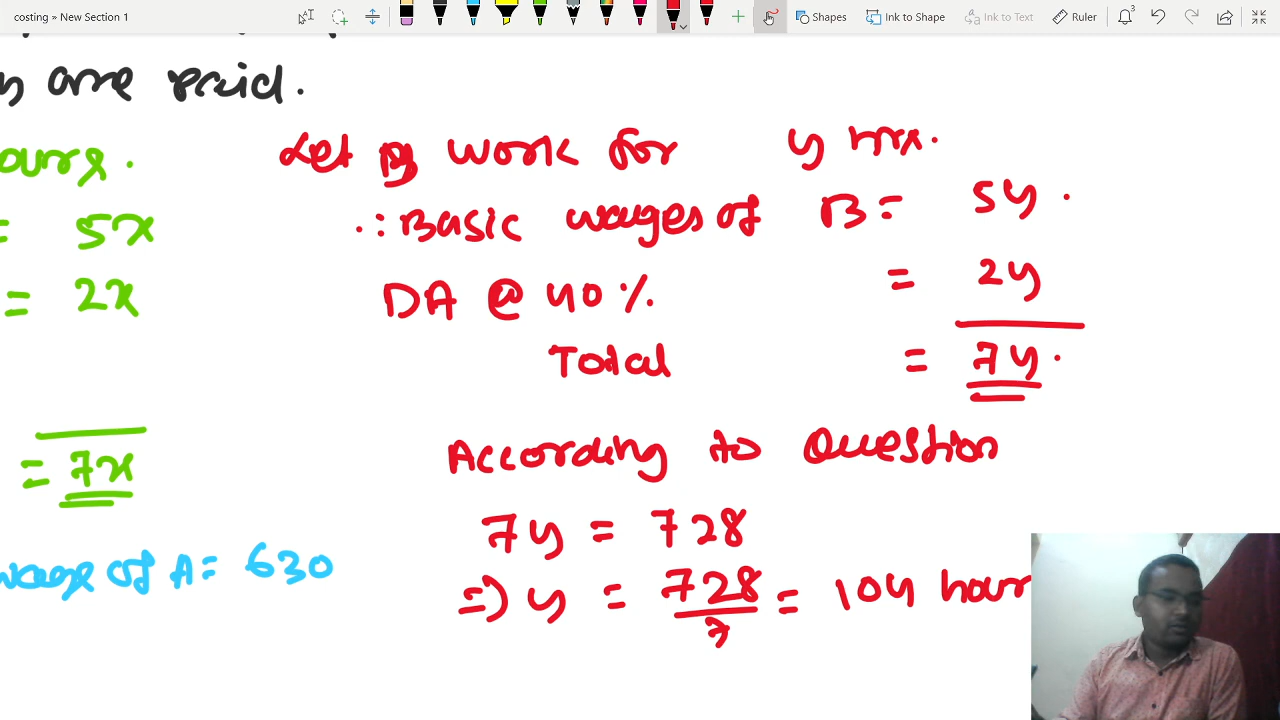 costing » New Section 1
Shapes Ink to Shape Ink to Text Ruler
are paid.
ours.
= 5x
= 2x
= 7x
wage of A = 630
Let B work for y hrs.
∴ Basic wages of B = 5y.
DA @ 40% = 2y
Total = 7y.
According to Question
7y = 728
=> y = 728/7 = 104 hour